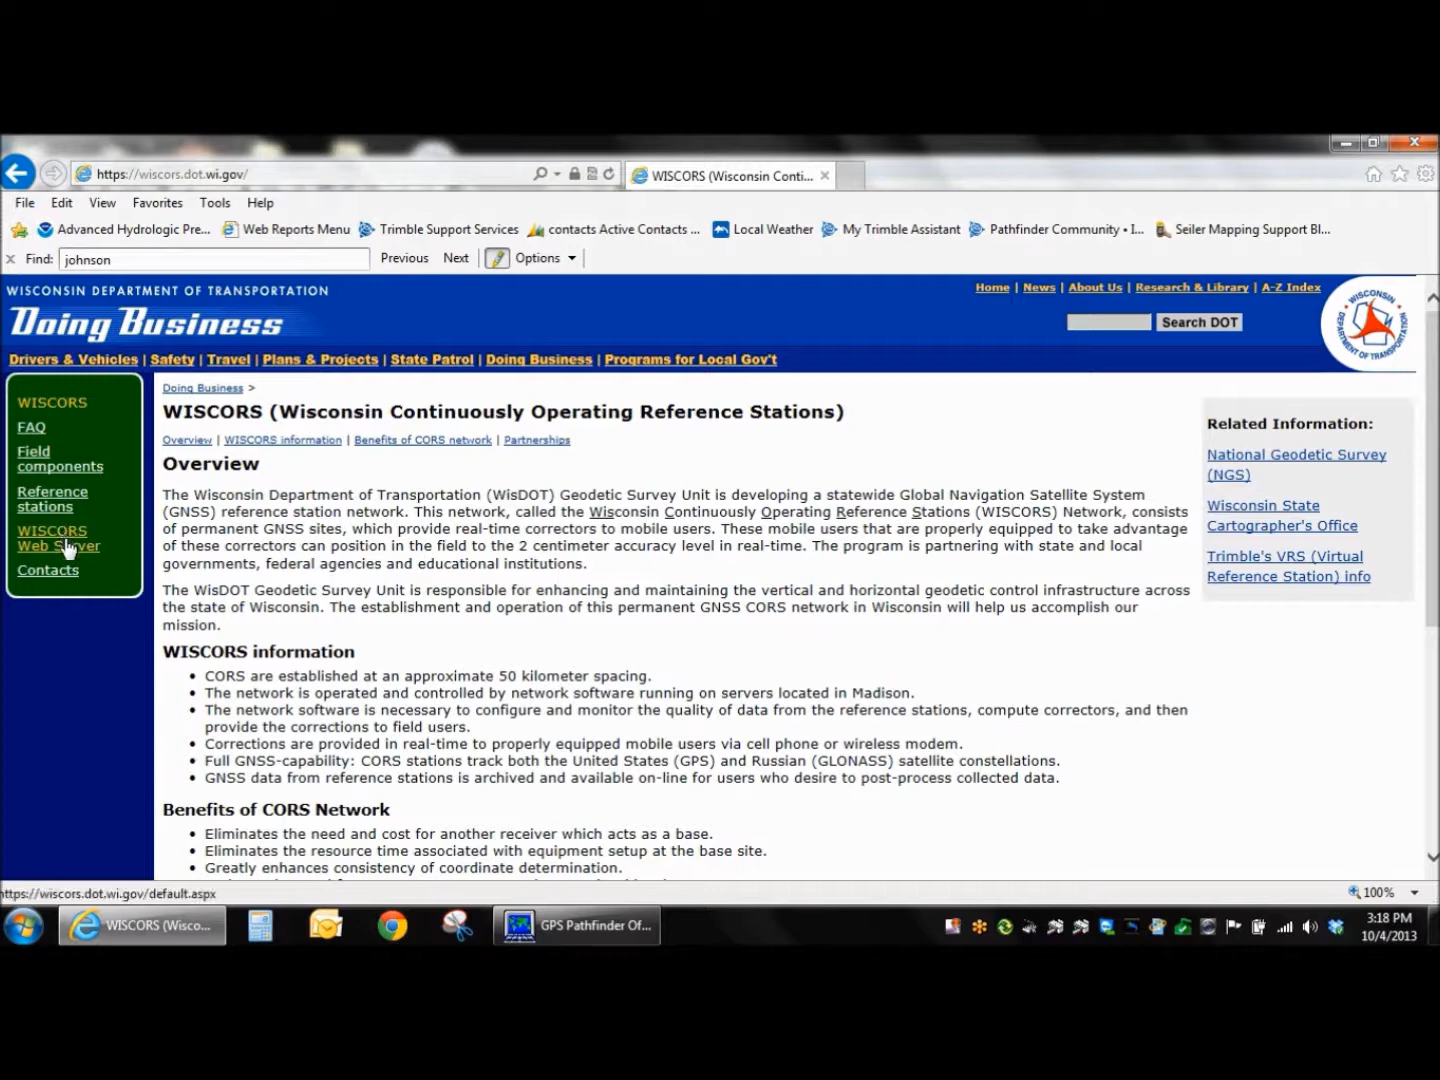 https://wiscors.dot.wi.gov/
WISCORS (Wisconsin Conti...
File Edit View Favorites Tools Help
Advanced Hydrologic Pre... Web Reports Menu Trimble Support Services contacts Active Contacts ... Local Weather My Trimble Assistant Pathfinder Community • I... Seiler Mapping Support Bl...
Find: johnson Previous Next Options
WISCONSIN DEPARTMENT OF TRANSPORTATION
Home | News | About Us | Research & Library | A-Z Index
Doing Business
Search DOT
WISCONSIN
DEPARTMENT OF TRANSPORTATION
Drivers & Vehicles | Safety | Travel | Plans & Projects | State Patrol | Doing Business | Programs for Local Gov't
WISCORS
FAQ
Field
components
Reference
stations
WISCORS
Web Server
Contacts
Doing Business >
WISCORS (Wisconsin Continuously Operating Reference Stations)
Overview | WISCORS information | Benefits of CORS network | Partnerships
Overview
The Wisconsin Department of Transportation (WisDOT) Geodetic Survey Unit is developing a statewide Global Navigation Satellite System
(GNSS) reference station network. This network, called the Wisconsin Continuously Operating Reference Stations (WISCORS) Network, consists
of permanent GNSS sites, which provide real-time correctors to mobile users. These mobile users that are properly equipped to take advantage
of these correctors can position in the field to the 2 centimeter accuracy level in real-time. The program is partnering with state and local
governments, federal agencies and educational institutions.
The WisDOT Geodetic Survey Unit is responsible for enhancing and maintaining the vertical and horizontal geodetic control infrastructure across
the state of Wisconsin. The establishment and operation of this permanent GNSS CORS network in Wisconsin will help us accomplish our
mission.
WISCORS information
• CORS are established at an approximate 50 kilometer spacing.
• The network is operated and controlled by network software running on servers located in Madison.
• The network software is necessary to configure and monitor the quality of data from the reference stations, compute correctors, and then
provide the corrections to field users.
• Corrections are provided in real-time to properly equipped mobile users via cell phone or wireless modem.
• Full GNSS-capability: CORS stations track both the United States (GPS) and Russian (GLONASS) satellite constellations.
• GNSS data from reference stations is archived and available on-line for users who desire to post-process collected data.
Benefits of CORS Network
• Eliminates the need and cost for another receiver which acts as a base.
• Eliminates the resource time associated with equipment setup at the base site.
• Greatly enhances consistency of coordinate determination.
Related Information:
National Geodetic Survey
(NGS)
Wisconsin State
Cartographer's Office
Trimble's VRS (Virtual
Reference Station) info
https://wiscors.dot.wi.gov/default.aspx
100%
WISCORS (Wisco...
GPS Pathfinder Of...
3:18 PM
10/4/2013